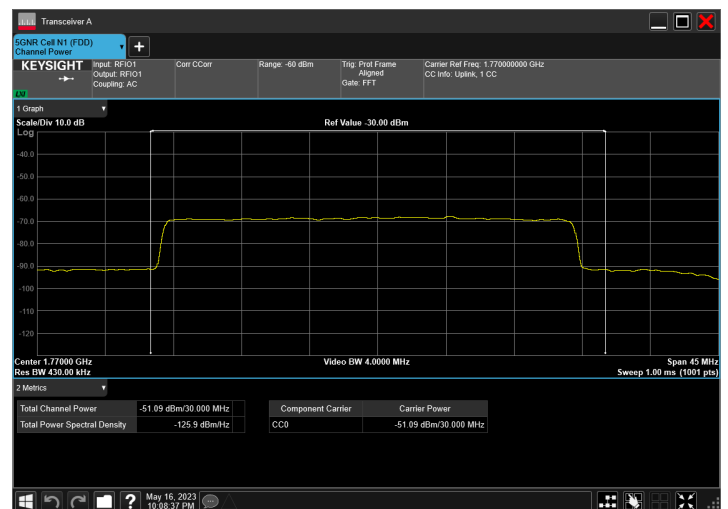 Transceiver A
5GNR Cell N1 (FDD)
Channel Power
KEYSIGHT
LXI
Input: RFIO1
Output: RFIO1
Coupling: AC
Corr CCorr
Range: -60 dBm
Trig: Prot Frame
Aligned
Gate: FFT
Carrier Ref Freq: 1.770000000 GHz
CC Info: Uplink, 1 CC
1 Graph
Scale/Div 10.0 dB
Ref Value -30.00 dBm
Log
-40.0
-50.0
-60.0
-70.0
-80.0
-90.0
-100
-110
-120
Center 1.77000 GHz
Video BW 4.0000 MHz
Span 45 MHz
Res BW 430.00 kHz
Sweep 1.00 ms (1001 pts)
2 Metrics
Total Channel Power -51.09 dBm/30.000 MHz
Total Power Spectral Density -125.9 dBm/Hz
Component Carrier Carrier Power
CC0 -51.09 dBm/30.000 MHz
?
May 16, 2023
10:08:37 PM